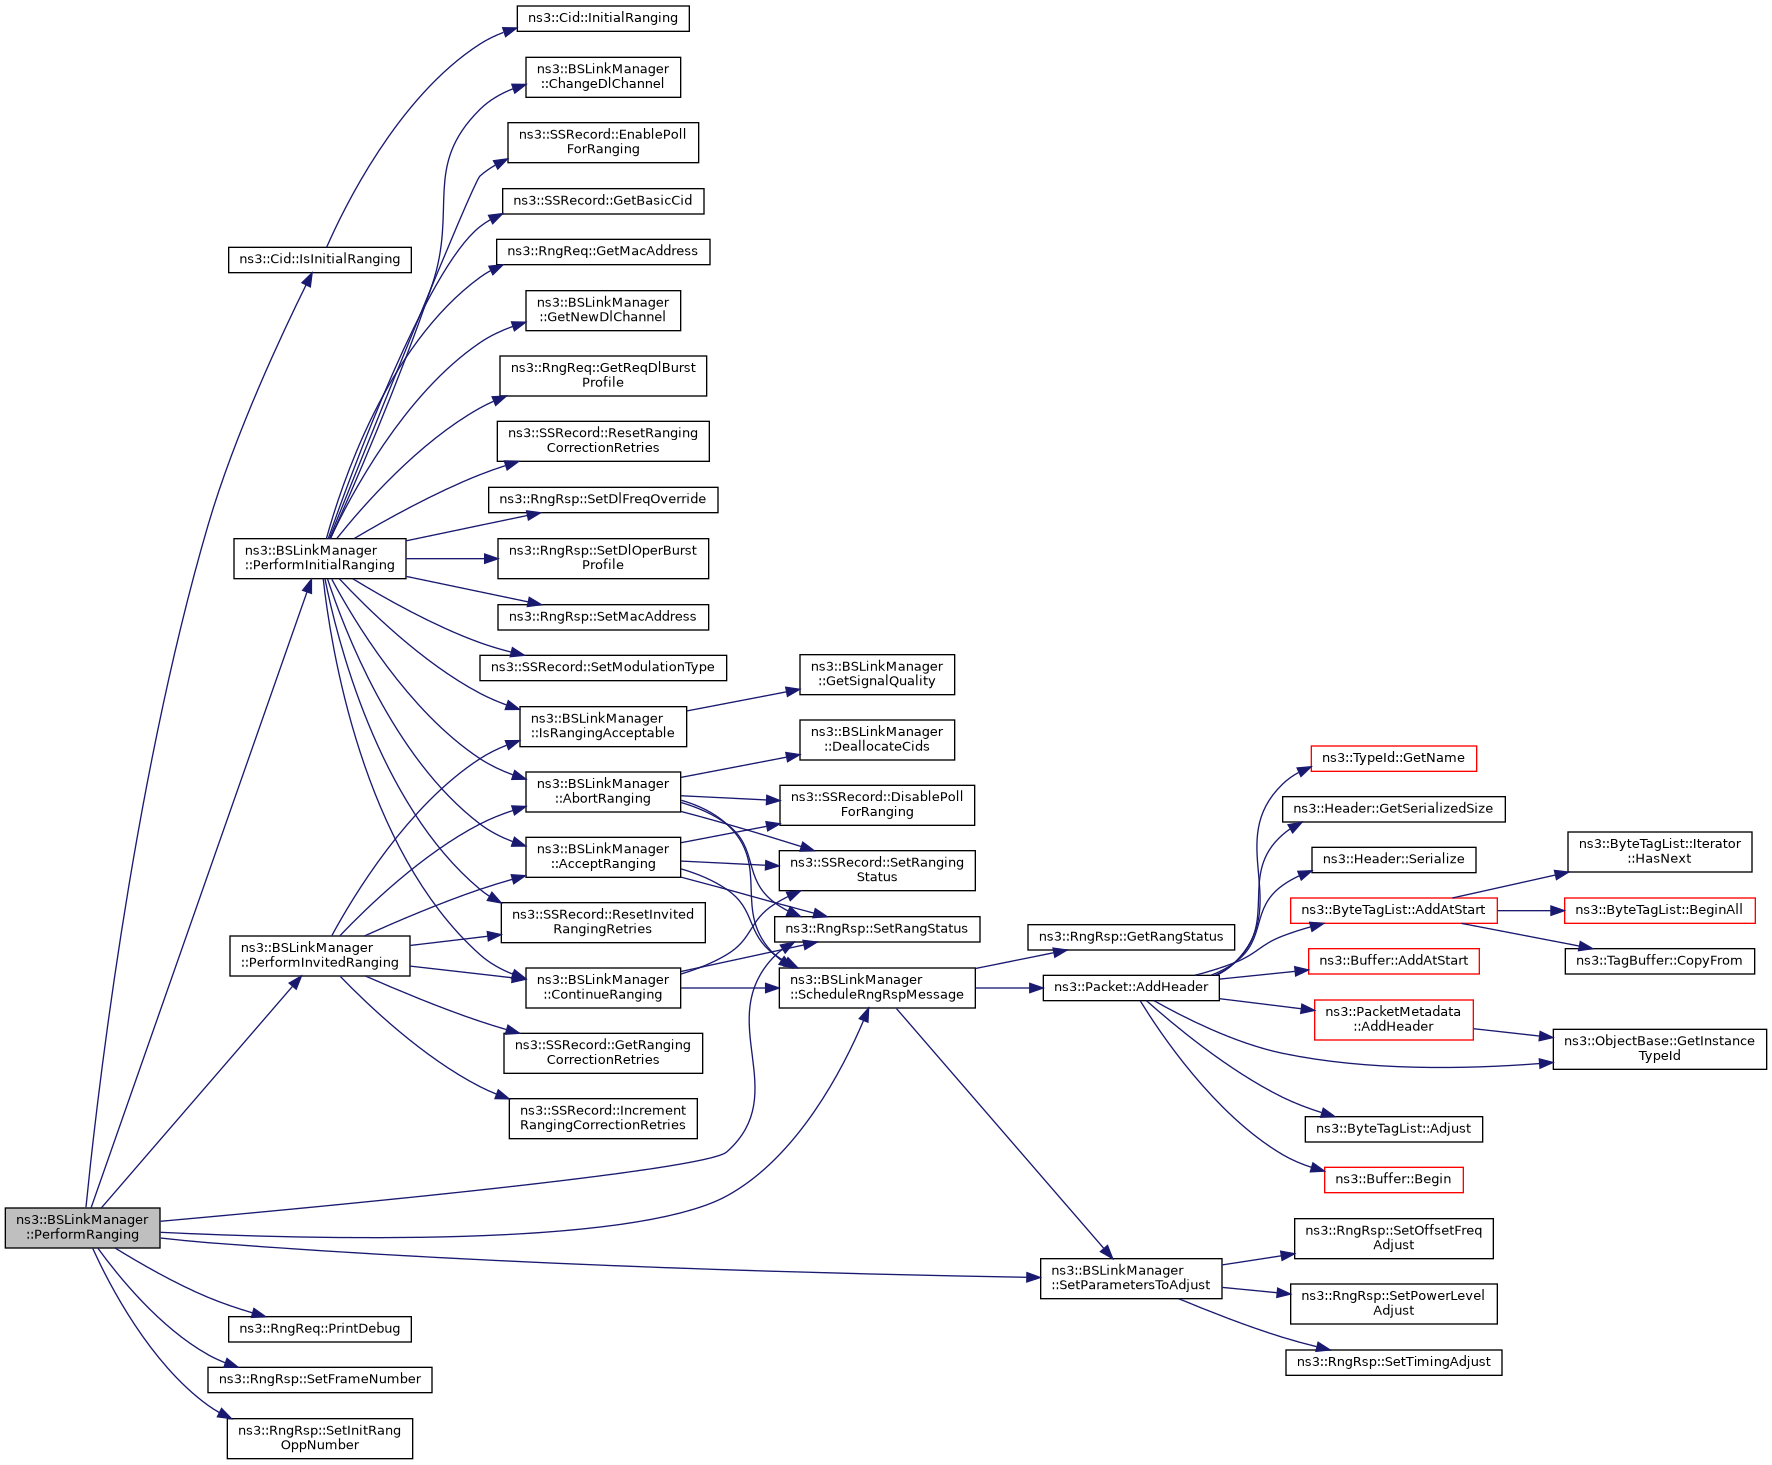 ns3::BSLinkManager
::PerformRanging
ns3::Cid::IsInitialRanging
ns3::Cid::InitialRanging
ns3::BSLinkManager
::PerformInitialRanging
ns3::BSLinkManager
::ChangeDlChannel
ns3::SSRecord::EnablePoll
ForRanging
ns3::SSRecord::GetBasicCid
ns3::RngReq::GetMacAddress
ns3::BSLinkManager
::GetNewDlChannel
ns3::RngReq::GetReqDlBurst
Profile
ns3::SSRecord::ResetRanging
CorrectionRetries
ns3::RngRsp::SetDlFreqOverride
ns3::RngRsp::SetDlOperBurst
Profile
ns3::RngRsp::SetMacAddress
ns3::SSRecord::SetModulationType
ns3::BSLinkManager
::IsRangingAcceptable
ns3::BSLinkManager
::GetSignalQuality
ns3::BSLinkManager
::AbortRanging
ns3::BSLinkManager
::DeallocateCids
ns3::SSRecord::DisablePoll
ForRanging
ns3::BSLinkManager
::AcceptRanging
ns3::SSRecord::SetRanging
Status
ns3::RngRsp::SetRangStatus
ns3::SSRecord::ResetInvited
RangingRetries
ns3::BSLinkManager
::PerformInvitedRanging
ns3::BSLinkManager
::ContinueRanging
ns3::BSLinkManager
::ScheduleRngRspMessage
ns3::SSRecord::GetRanging
CorrectionRetries
ns3::SSRecord::Increment
RangingCorrectionRetries
ns3::RngRsp::GetRangStatus
ns3::Packet::AddHeader
ns3::TypeId::GetName
ns3::Header::GetSerializedSize
ns3::Header::Serialize
ns3::ByteTagList::AddAtStart
ns3::ByteTagList::Iterator
::HasNext
ns3::ByteTagList::BeginAll
ns3::TagBuffer::CopyFrom
ns3::Buffer::AddAtStart
ns3::PacketMetadata
::AddHeader
ns3::ObjectBase::GetInstance
TypeId
ns3::ByteTagList::Adjust
ns3::Buffer::Begin
ns3::BSLinkManager
::SetParametersToAdjust
ns3::RngRsp::SetOffsetFreq
Adjust
ns3::RngRsp::SetPowerLevel
Adjust
ns3::RngRsp::SetTimingAdjust
ns3::RngReq::PrintDebug
ns3::RngRsp::SetFrameNumber
ns3::RngRsp::SetInitRang
OppNumber